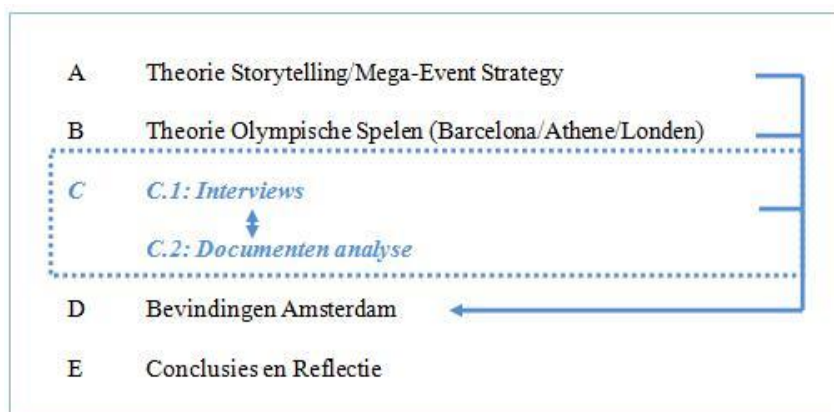 A Theorie Storytelling/Mega-Event Strategy
B Theorie Olympische Spelen (Barcelona/Athene/Londen)
C C.1: Interviews
C.2: Documenten analyse
D Bevindingen Amsterdam
E Conclusies en Reflectie